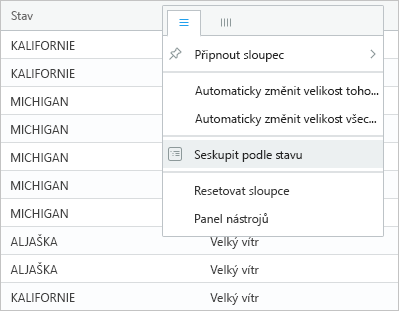 Stav
KALIFORNIE
Připnout sloupec
KALIFORNIE
Automaticky změnit velikost toho...
MICHIGAN
MICHIGAN
Automaticky změnit velikost všec...
MICHIGAN
Seskupit podle stavu
MICHIGAN
Resetovat sloupce
MICHIGAN
Panel nástrojů
ALJAŠKA Velký vítr
ALJAŠKA Velký vítr
KALIFORNIE Velký vítr